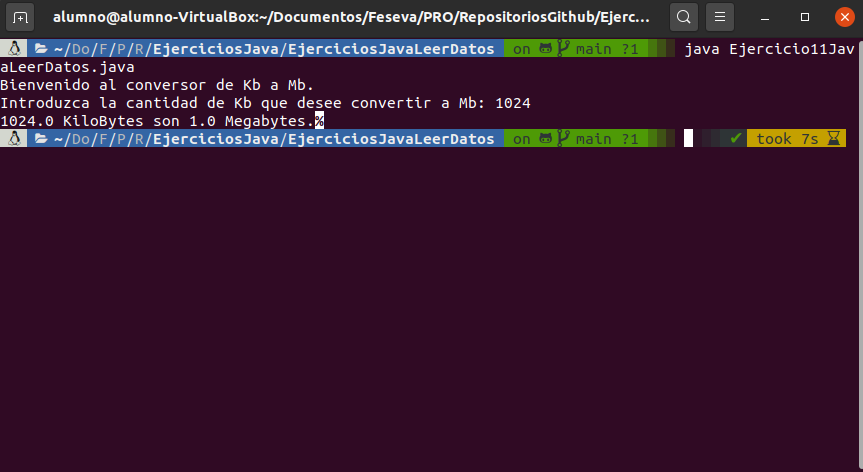 alumno@alumno-VirtualBox:~/Documentos/Feseva/PRO/RepositoriosGithub/Ejerc...
~/Do/F/P/R/EjerciciosJava/EjerciciosJavaLeerDatos on main ?1 java Ejercicio11Jav
aLeerDatos.java
Bienvenido al conversor de Kb a Mb.
Introduzca la cantidad de Kb que desee convertir a Mb: 1024
1024.0 KiloBytes son 1.0 Megabytes.%
~/Do/F/P/R/EjerciciosJava/EjerciciosJavaLeerDatos on main ?1 ✔ took 7s